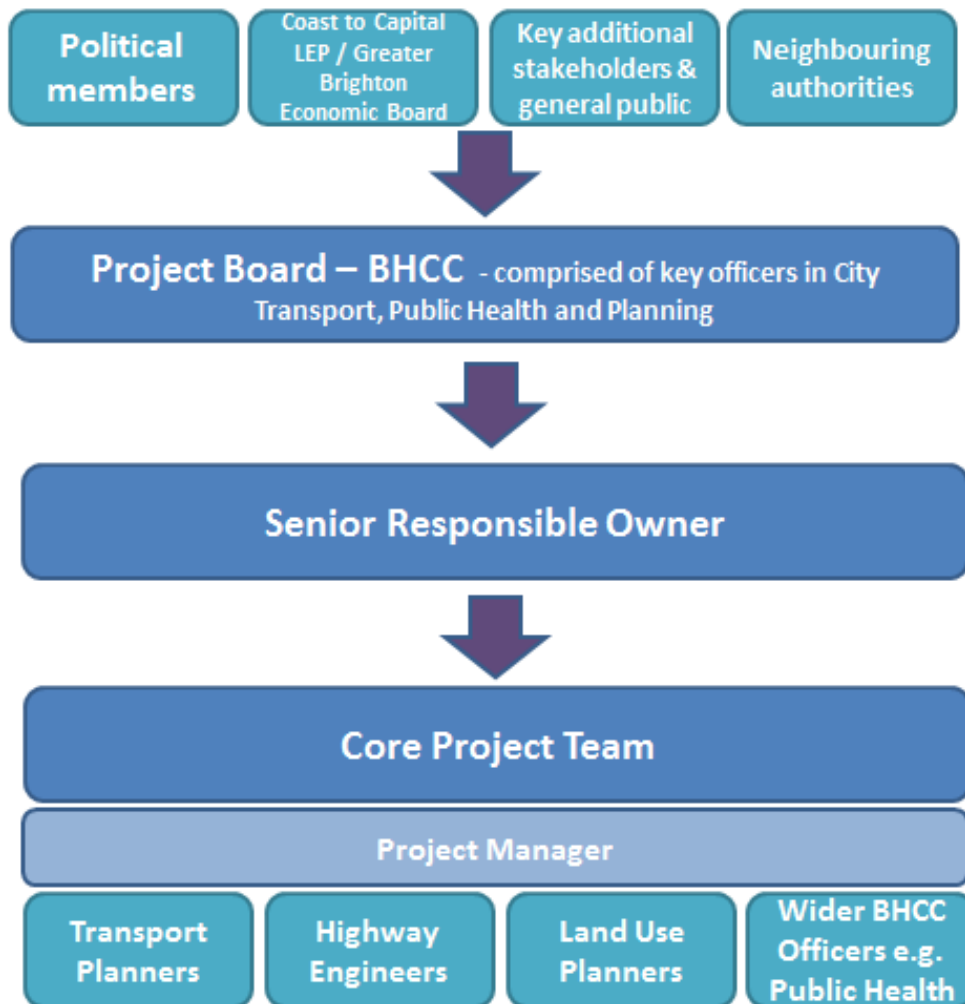 Political
members
Coast to Capital
LEP / Greater
Brighton
Economic Board
Key additional
stakeholders &
general public
Neighbouring
authorities
Project Board – BHCC - comprised of key officers in City
Transport, Public Health and Planning
Senior Responsible Owner
Core Project Team
Project Manager
Transport
Planners
Highway
Engineers
Land Use
Planners
Wider BHCC
Officers e.g.
Public Health